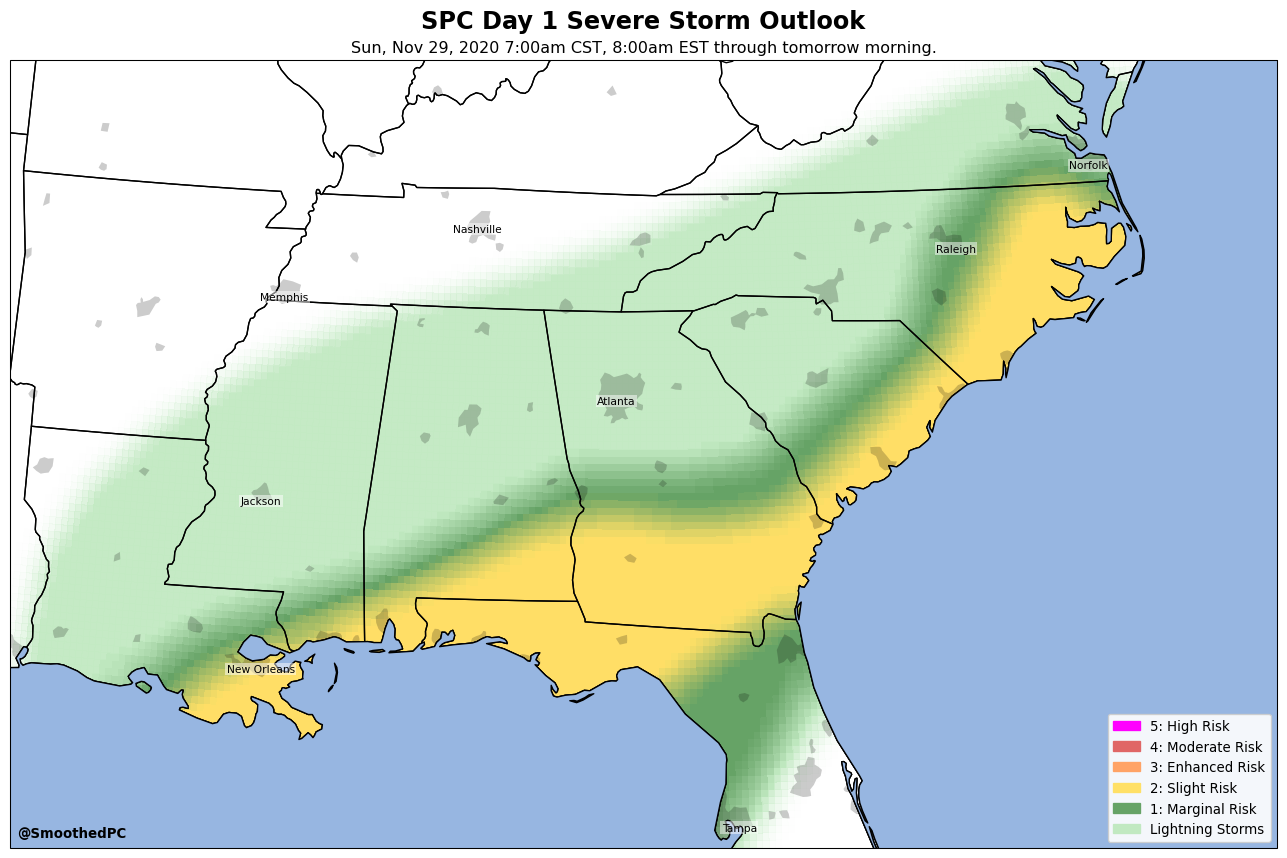 SPC Day 1 Severe Storm Outlook
Sun, Nov 29, 2020 7:00am CST, 8:00am EST through tomorrow morning.
Norfolk
Nashville
Raleigh
Memphis
Atlanta
Jackson
New Orleans
Tampa
5: High Risk
4: Moderate Risk
3: Enhanced Risk
2: Slight Risk
1: Marginal Risk
Lightning Storms
@SmoothedPC